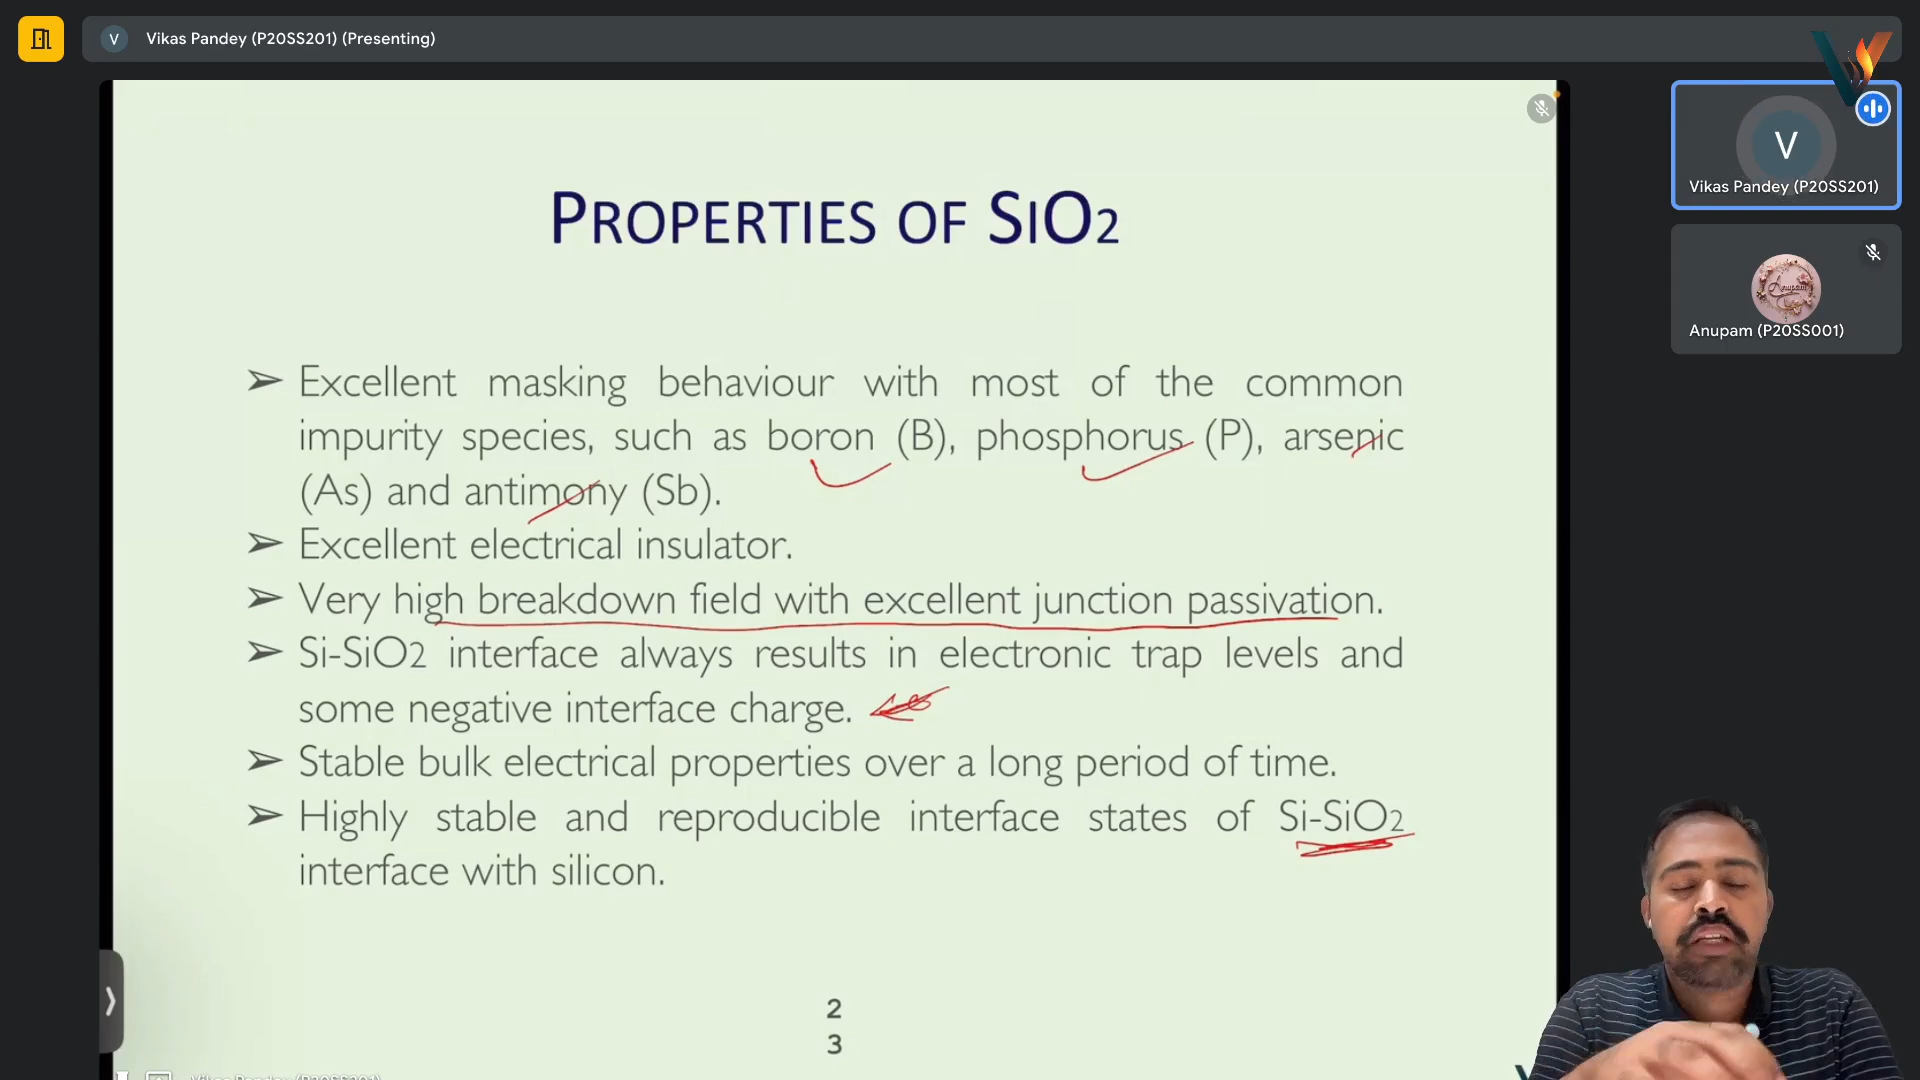 V Vikas Pandey (P20SS201) (Presenting)
PROPERTIES OF SIO2
➢ Excellent masking behaviour with most of the common
impurity species, such as boron (B), phosphorus (P), arsenic
(As) and antimony (Sb).
➢ Excellent electrical insulator.
➢ Very high breakdown field with excellent junction passivation.
➢ Si-SiO2 interface always results in electronic trap levels and
some negative interface charge.
➢ Stable bulk electrical properties over a long period of time.
➢ Highly stable and reproducible interface states of Si-SiO2
interface with silicon.
2
3
V
Vikas Pandey (P20SS201)
Anupam
Anupam (P20SS001)
Vikas Pandey (P20SS201)